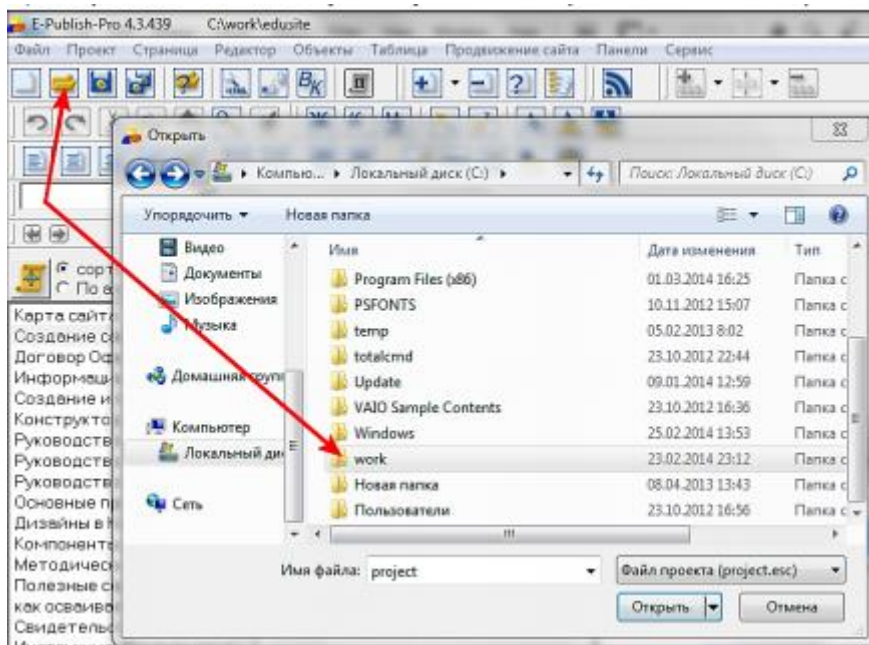 E-Publish-Pro 4.3.439 C:\work\edusite
Файл Проект Страница Редактор Объекты Таблица Продвижение сайта Панели Сервис
Открыть
Компью... Локальный диск (C:)
Поиск: Локальный диск (C:)
Упорядочить Новая папка
Имя Дата изменения Тип
Видео
Документы
Изображения
Музыка
Домашняя груп
Компьютер
Локальный ди
Сеть
Program Files (x86) 01.03.2014 16:25 Папка с
PSFONTS 10.11.2012 15:07 Папка с
temp 05.02.2013 8:02 Папка с
totalcmd 23.10.2012 22:44 Папка с
Update 09.01.2014 12:59 Папка с
VAIO Sample Contents 23.10.2012 16:36 Папка с
Windows 25.02.2014 13:53 Папка с
work 23.02.2014 23:12 Папка с
Новая папка 08.04.2013 13:43 Папка с
Пользователи 23.10.2012 16:56 Папка с
Имя файла: project Файл проекта (project.esc)
Открыть Отмена
сорт
По а
Карта сайта
Создание са
Договор Оф
Информаци
Создание и
Конструкто
Руководств
Руководств
Руководств
Основные п
Дизайны в
Компонент
Методичес
Полезные с
как осваива
Свидетельс